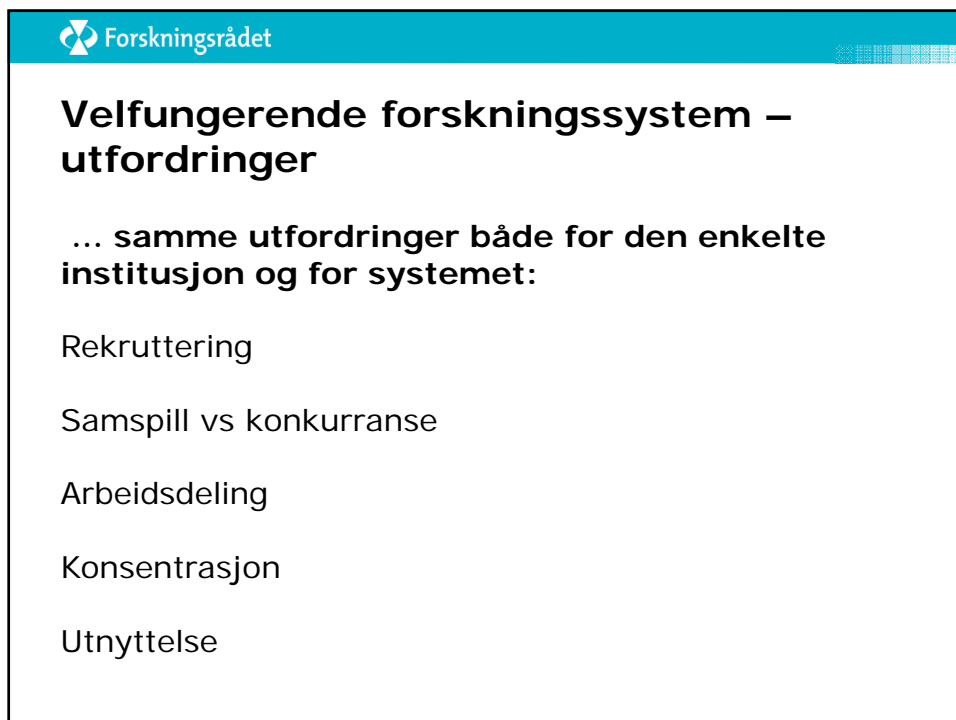 Forskningsrådet
Velfungerende forskningssystem –
utfordringer
... samme utfordringer både for den enkelte
institusjon og for systemet:
Rekruttering
Samspill vs konkurranse
Arbeidsdeling
Konsentrasjon
Utnyttelse